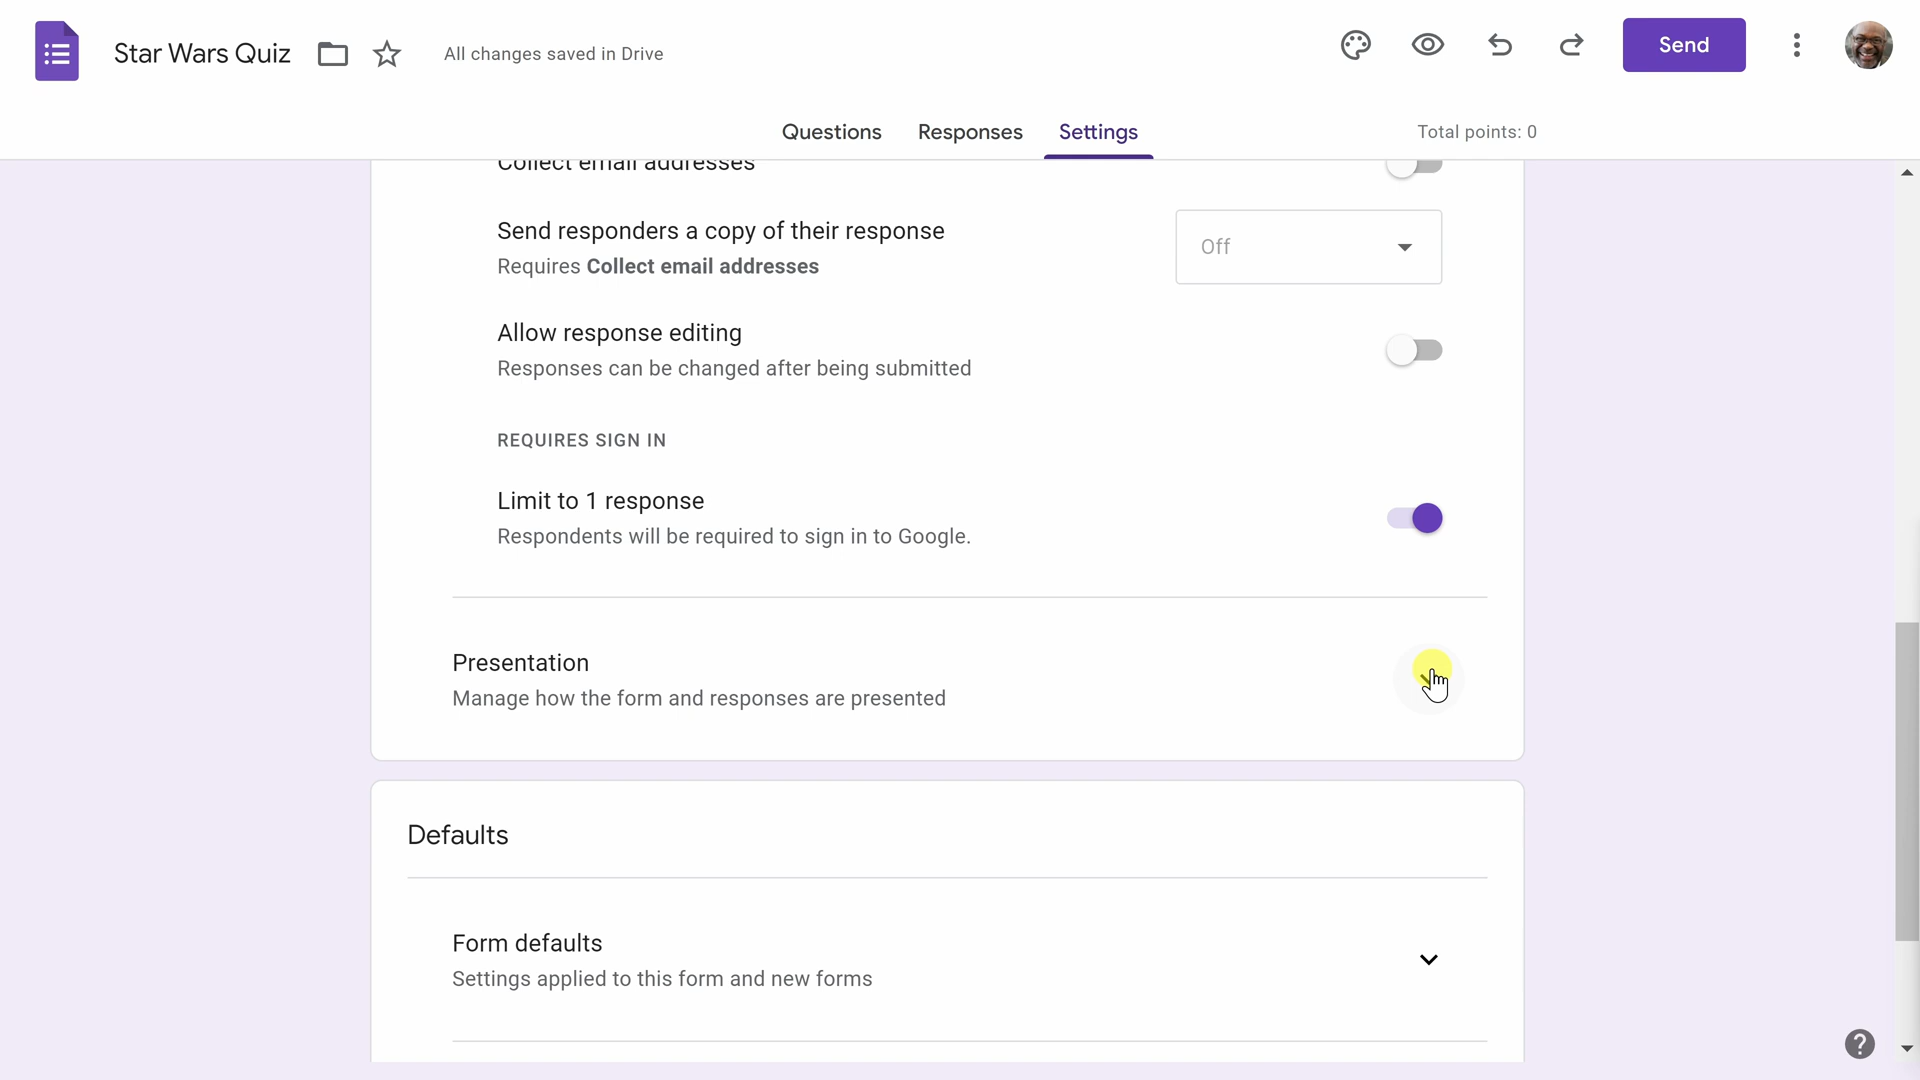 Star Wars Quiz
All changes saved in Drive
Send
Questions
Responses
Settings
Total points: 0
Collect email addresses
Send responders a copy of their response
Requires Collect email addresses
Off
Allow response editing
Responses can be changed after being submitted
REQUIRES SIGN IN
Limit to 1 response
Respondents will be required to sign in to Google.
Presentation
Manage how the form and responses are presented
Defaults
Form defaults
Settings applied to this form and new forms
?